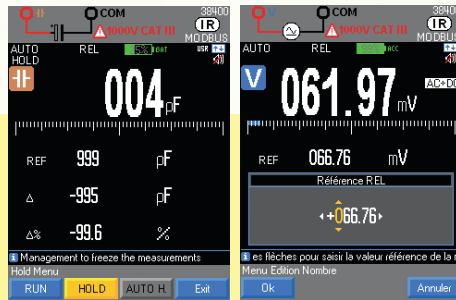 COM
1000V CAT III
38400
IR
MODBUS
AUTO
HOLD
REL
BAT
USR
004 pF
REF 999 pF
Δ -995 pF
Δ% -99.6 %
Management to freeze the measurements
Hold Menu
RUN HOLD AUTO H. Exit
V
COM
1000V CAT III
38400
IR
MODBUS
AUTO
REL
ACC
V
061.97 mV
AC+DC
REF 066.76 mV
Référence REL
+066.76
es flèches pour saisir la valeur référence de la
Menu Edition Nombre
Ok Annuler